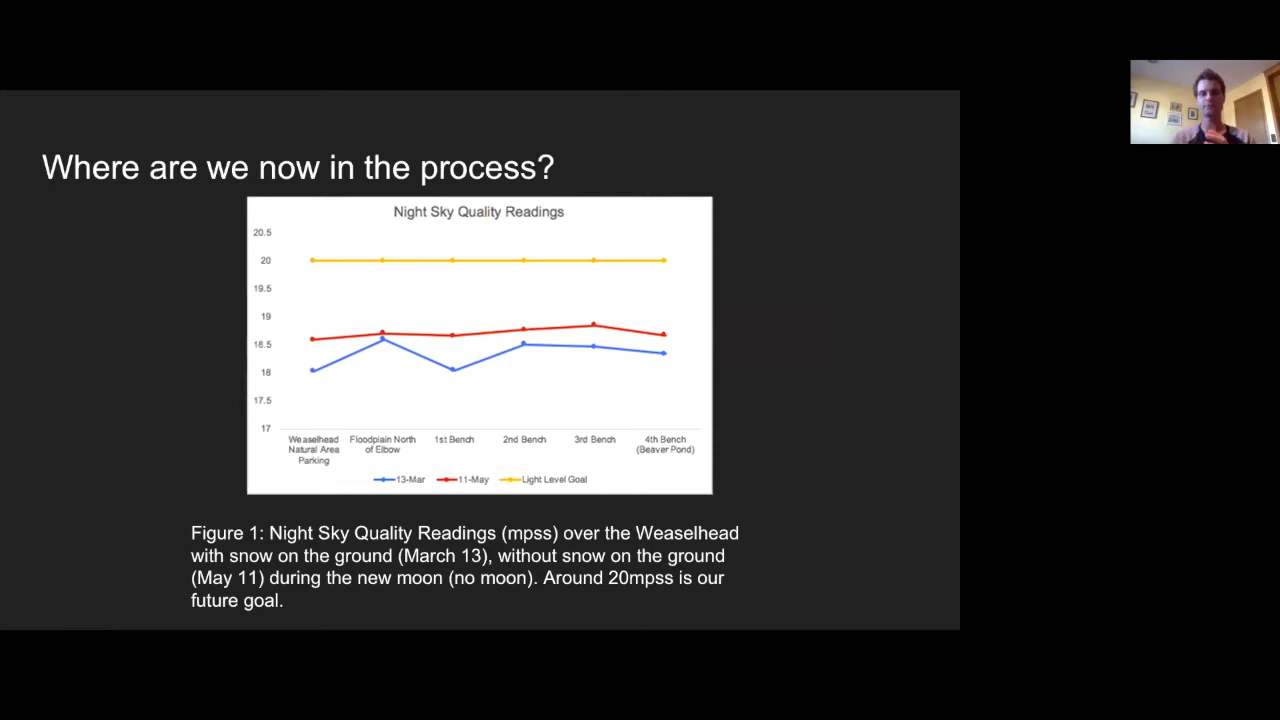 Where are we now in the process?
Night Sky Quality Readings
20.5
20
19.5
19
18.5
18
17.5
17
Weaselhead Natural Area Parking
Floodplain North of Elbow
1st Bench
2nd Bench
3rd Bench
4th Bench (Beaver Pond)
13-Mar
11-May
Light Level Goal
Figure 1: Night Sky Quality Readings (mpss) over the Weaselhead
with snow on the ground (March 13), without snow on the ground
(May 11) during the new moon (no moon). Around 20mpss is our
future goal.